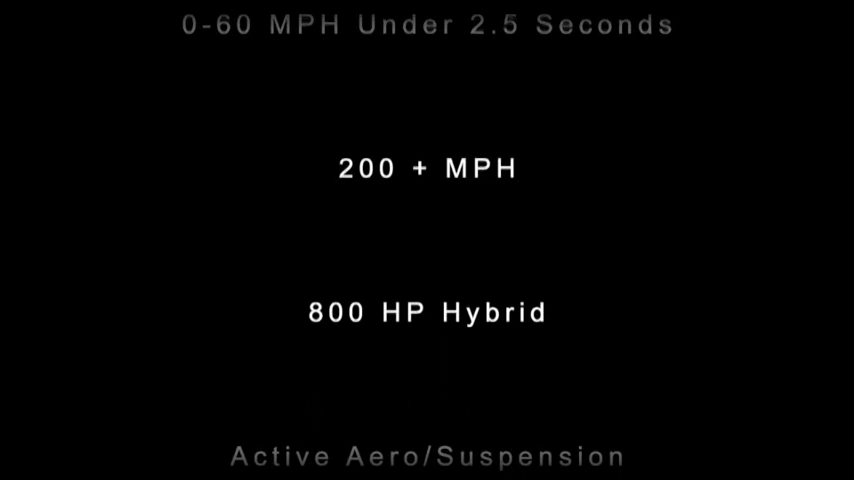 0-60 MPH Under 2.5 Seconds
200 + MPH
800 HP Hybrid
Active Aero/Suspension